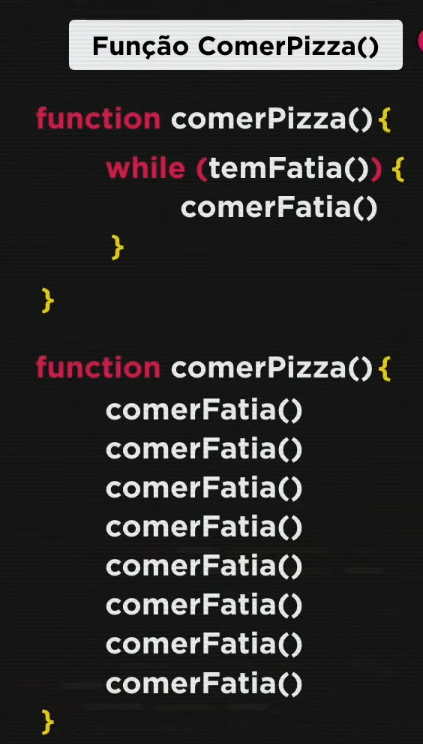 Função ComerPizza()
function comerPizza(){
while (temFatia()) {
comerFatia()
}
}
function comerPizza(){
comerFatia()
comerFatia()
comerFatia()
comerFatia()
comerFatia()
comerFatia()
comerFatia()
comerFatia()
}